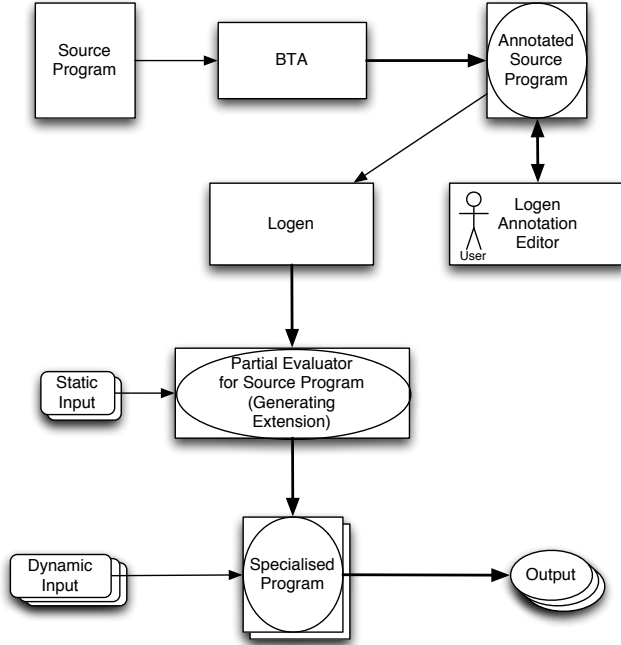 Source
Program
BTA
Annotated
Source
Program
Logen
User
Logen
Annotation
Editor
Partial Evaluator
for Source Program
(Generating
Extension)
Static
Input
Dynamic
Input
Specialised
Program
Output